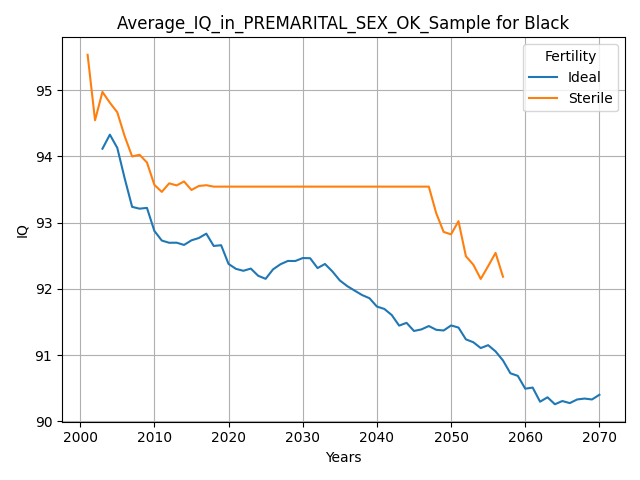 Average_IQ_in_PREMARITAL_SEX_OK_Sample for Black
Fertility
Ideal
Sterile
95
94
93
92
91
90
IQ
2000 2010 2020 2030 2040 2050 2060 2070
Years